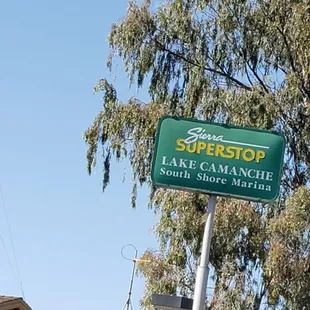 Sierra
SUPERSTOP
LAKE CAMANCHE
South Shore Marina